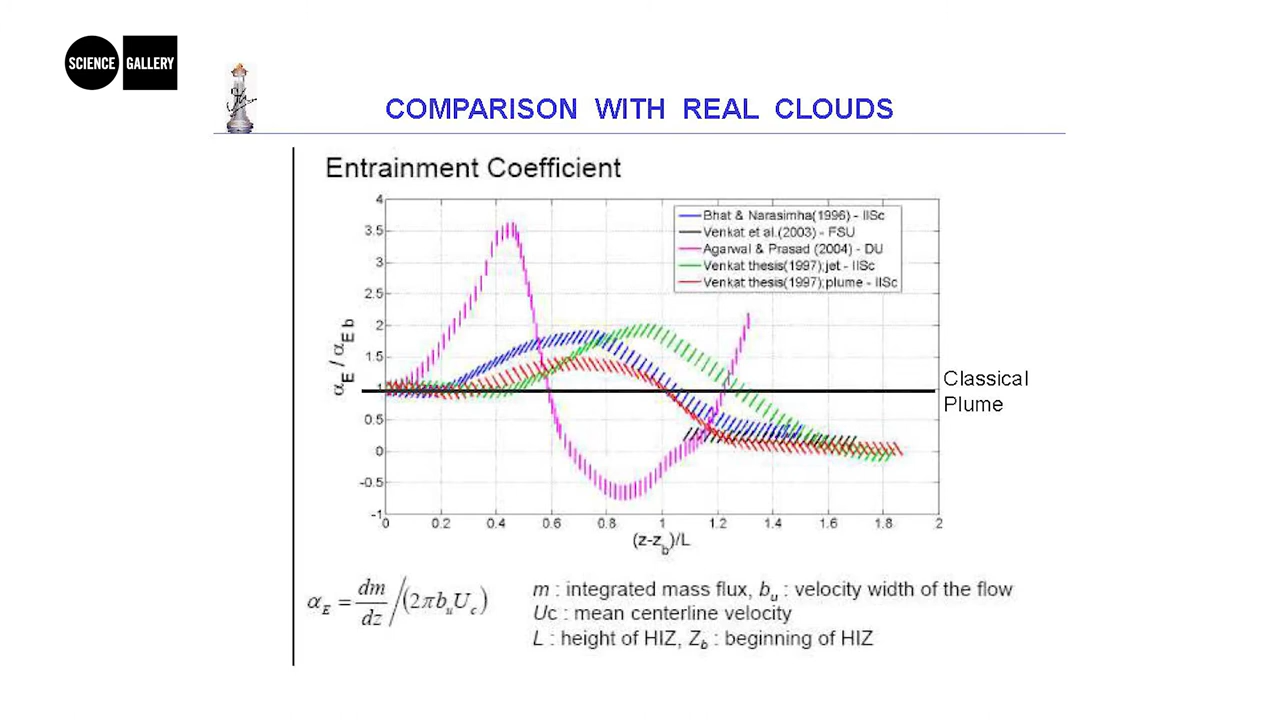 SCIENCE GALLERY
COMPARISON WITH REAL CLOUDS
Entrainment Coefficient
4
3.5
3
2.5
2
1.5
1
0.5
0
-0.5
-1
α_E / α_E b
Bhat & Narasimha(1996) - IISc
Venkat et al.(2003) - FSU
Agarwal & Prasad (2004) - DU
Venkat thesis(1997);jet - IISc
Venkat thesis(1997);plume - IISc
Classical
Plume
0 0.2 0.4 0.6 0.8 1 1.2 1.4 1.6 1.8 2
(z-z_b)/L
α_E = dm/dz /(2πb_uU_c)
m : integrated mass flux, b_u : velocity width of the flow
Uc : mean centerline velocity
L : height of HIZ, Z_b : beginning of HIZ